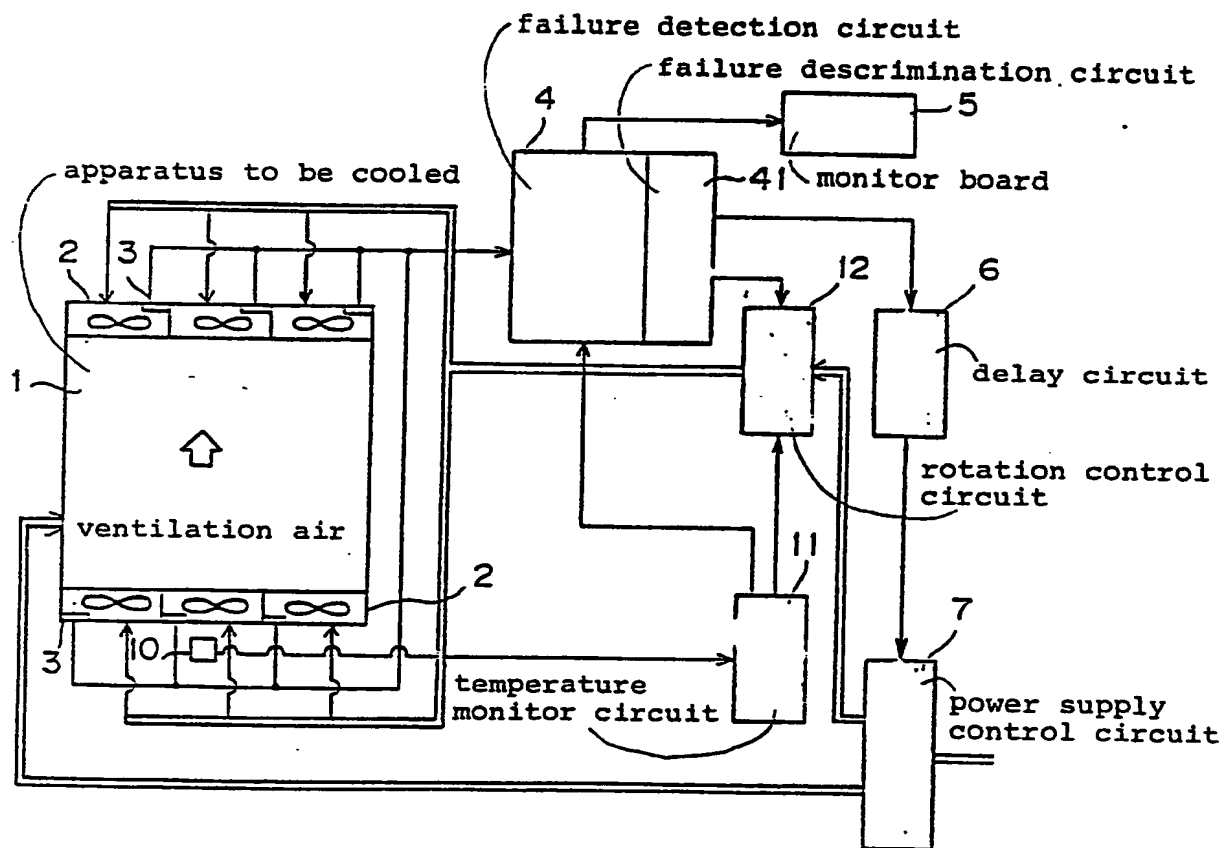 failure detection circuit
failure descrimination circuit
4
5
41
monitor board
apparatus to be cooled
2
3
12
6
1
delay circuit
rotation control
circuit
ventilation air
11
2
3
10
7
temperature
monitor circuit
power supply
control circuit